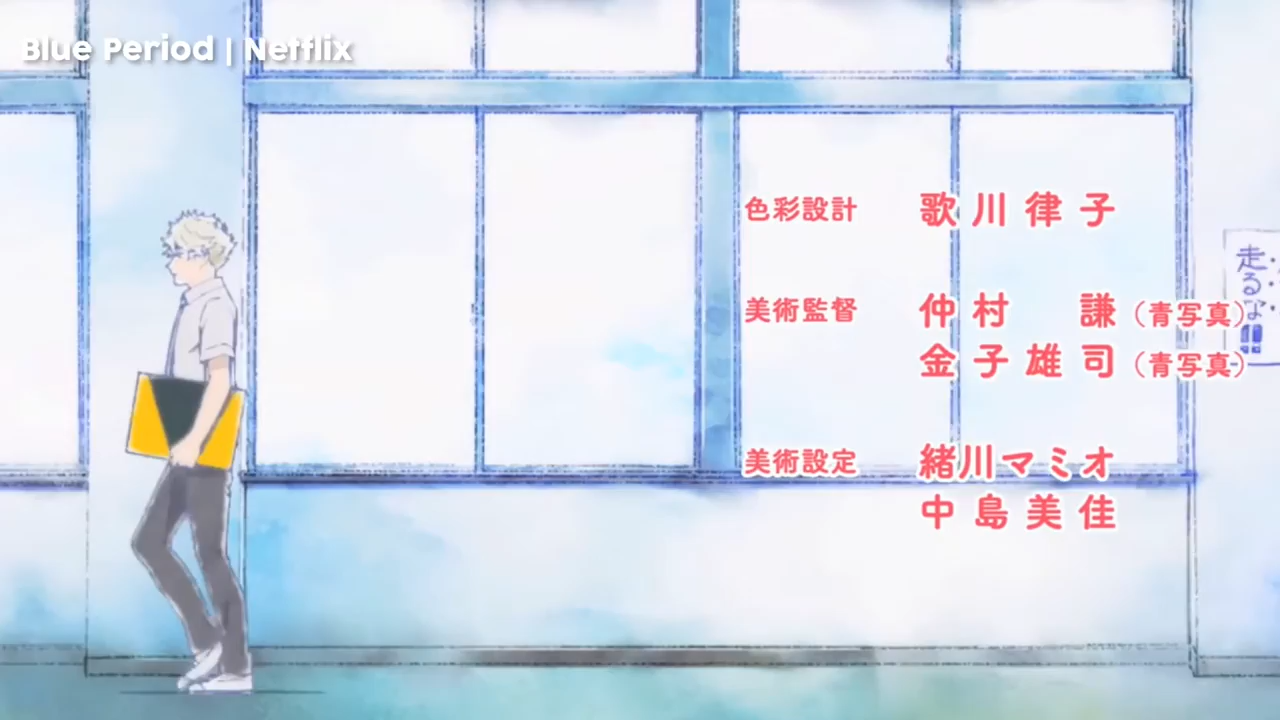 Blue Period | Netflix
色彩設計 歌川律子
美術監督 仲村 謙 (青写真)
金子雄司 (青写真)
美術設定 緒川マミオ
中島美佳
走るな!!